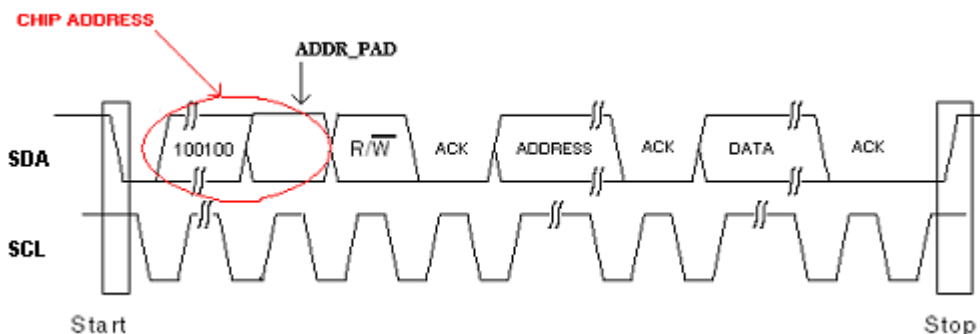 CHIP ADDRESS
ADDR_PAD
SDA 100100 R/W̅ ACK ADDRESS ACK DATA ACK
SCL
Start Stop